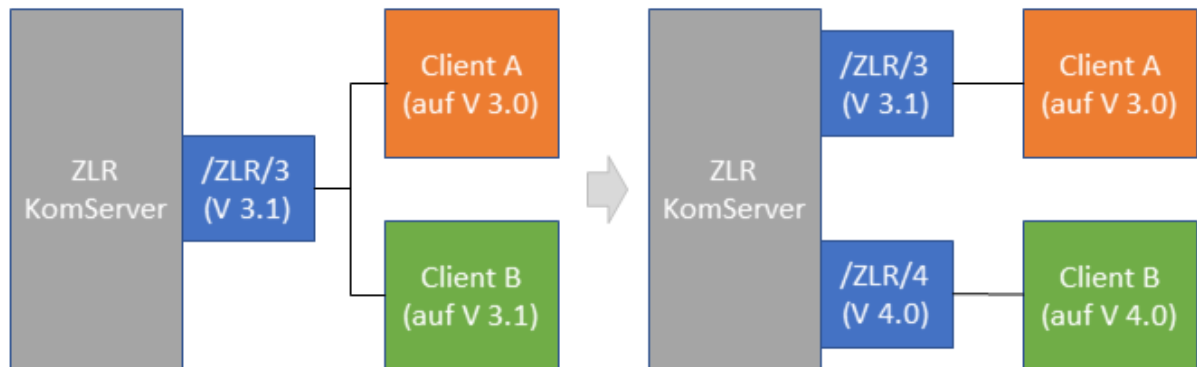 ZLR
KomServer
/ZLR/3
(V 3.1)
Client A
(auf V 3.0)
Client B
(auf V 3.1)
ZLR
KomServer
/ZLR/3
(V 3.1)
Client A
(auf V 3.0)
/ZLR/4
(V 4.0)
Client B
(auf V 4.0)